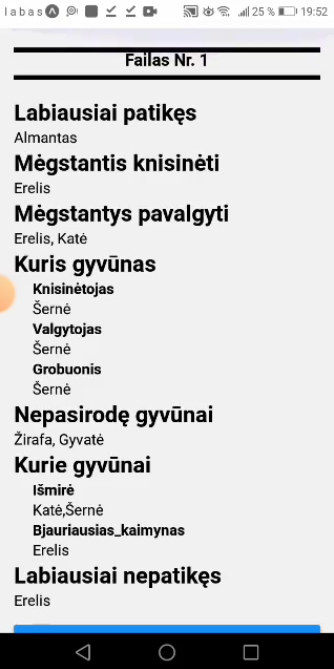 labas 25 % 19:52
Failas Nr. 1
Labiausiai patikęs
Almantas
Mėgstantis knisinėti
Erelis
Mėgstantys pavalgyti
Erelis, Katė
Kuris gyvūnas
Knisinėtojas
Šernė
Valgytojas
Šernė
Grobuonis
Šernė
Nepasirodę gyvūnai
Žirafa, Gyvatė
Kurie gyvūnai
Išmirė
Katė,Šernė
Bjauriausias_kaimynas
Erelis
Labiausiai nepatikęs
Erelis